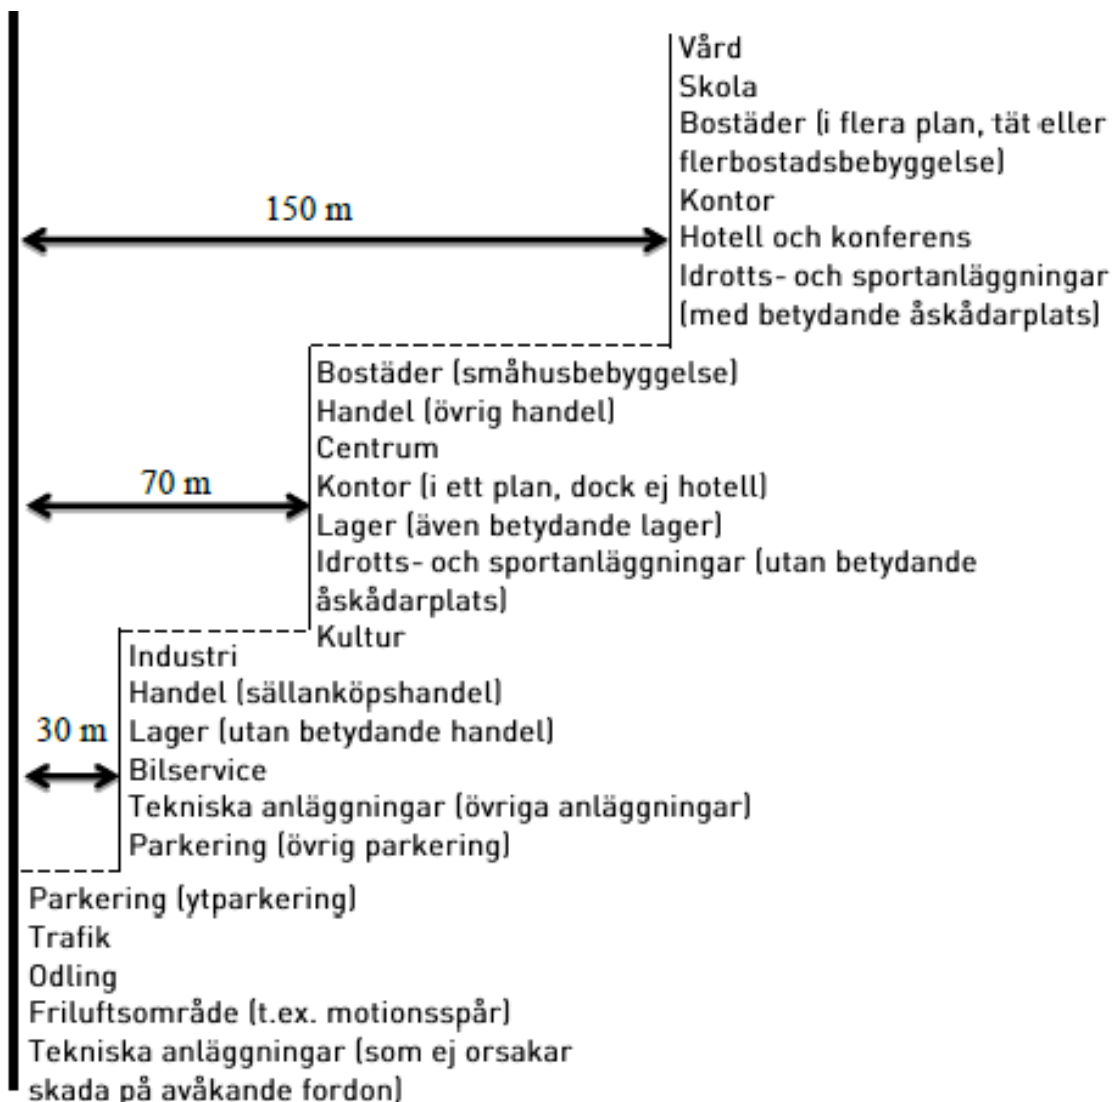 Vård
Skola
Bostäder (i flera plan, tät eller
flerbostadsbebyggelse)
Kontor
Hotell och konferens
Idrotts- och sportanläggningar
(med betydande åskådarplats)
150 m
Bostäder (småhusbebyggelse)
Handel (övrig handel)
Centrum
Kontor (i ett plan, dock ej hotell)
Lager (även betydande lager)
Idrotts- och sportanläggningar (utan betydande
åskådarplats)
Kultur
70 m
Industri
Handel (sällanköpshandel)
Lager (utan betydande handel)
Bilservice
Tekniska anläggningar (övriga anläggningar)
Parkering (övrig parkering)
30 m
Parkering (ytparkering)
Trafik
Odling
Friluftsområde (t.ex. motionsspår)
Tekniska anläggningar (som ej orsakar
skada på avåkande fordon)